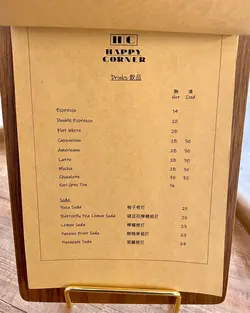 HC
HAPPY
CORNER
Drinks 飲品
熱 凍
Hot Iced
Espresso 14
Double Espresso 20
Flat White 28
Cappuccino 28 30
Americano 28 30
Latte 28 30
Mocha 28 30
Chocolate 30 32
Earl Grey Tea 16
Soda
Yuzu Soda 柚子梳打 25
Butterfly Pea Lemon Soda 碟豆花檸檬梳打 25
Lemon Soda 檸檬梳打 25
Passion Fruit Soda 熱情果梳打 25
Pineapple Soda 菠蘿梳打 25